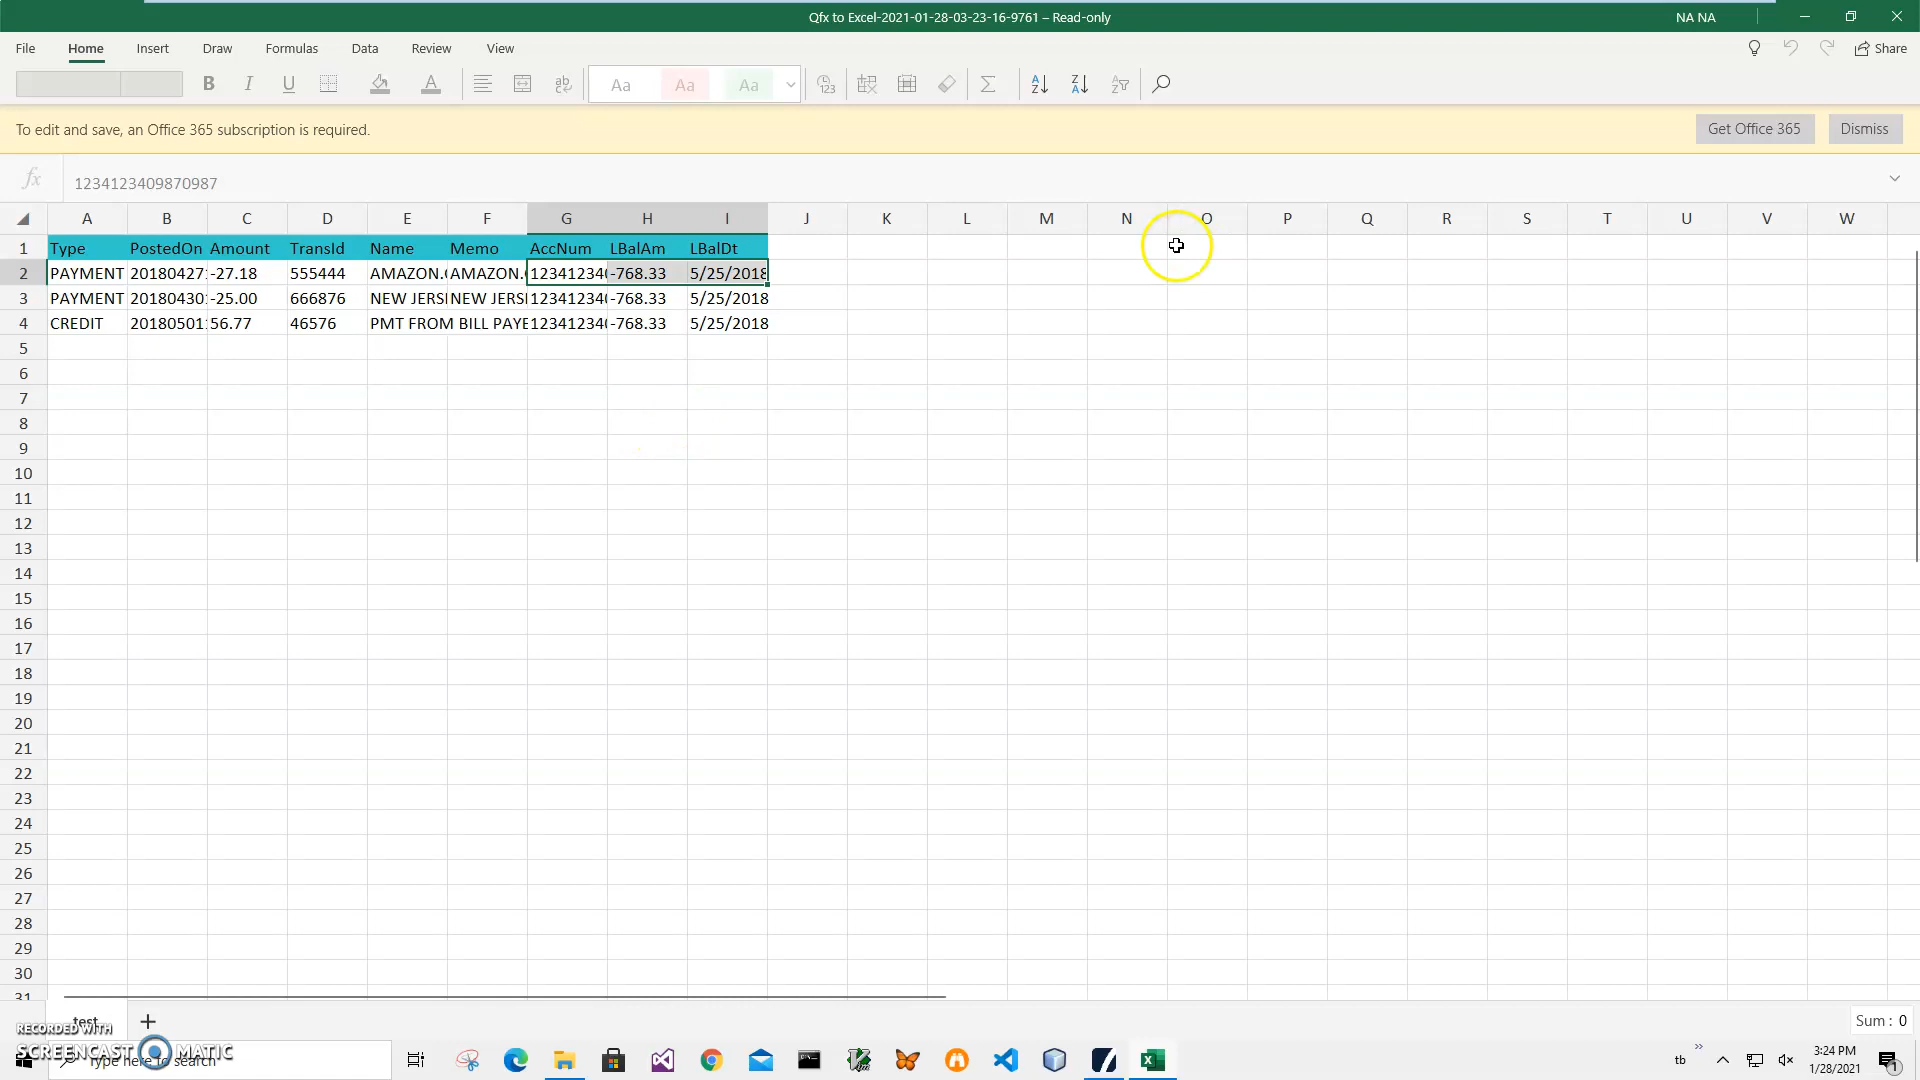 Qfx to Excel-2021-01-28-03-23-16-9761 – Read-only
NA NA
File Home Insert Draw Formulas Data Review View
Share
B I U
Aa Aa Aa
To edit and save, an Office 365 subscription is required.
Get Office 365 Dismiss
fx 1234123409870987
A B C D E F G H I J K L M N O P Q R S T U V W
1 Type PostedOn Amount TransId Name Memo AccNum LBalAm LBalDt
2 PAYMENT 20180427 -27.18 555444 AMAZON. AMAZON. 12341234 -768.33 5/25/2018
3 PAYMENT 20180430 -25.00 666876 NEW JERS NEW JERS 12341234 -768.33 5/25/2018
4 CREDIT 20180501 56.77 46576 PMT FROM BILL PAYE 12341234 -768.33 5/25/2018
5
6
7
8
9
10
11
12
13
14
15
16
17
18
19
20
21
22
23
24
25
26
27
28
29
30
31
test
Sum : 0
RECORDED WITH
SCREENCAST MATIC
Type here to search
tb
3:24 PM
1/28/2021
1